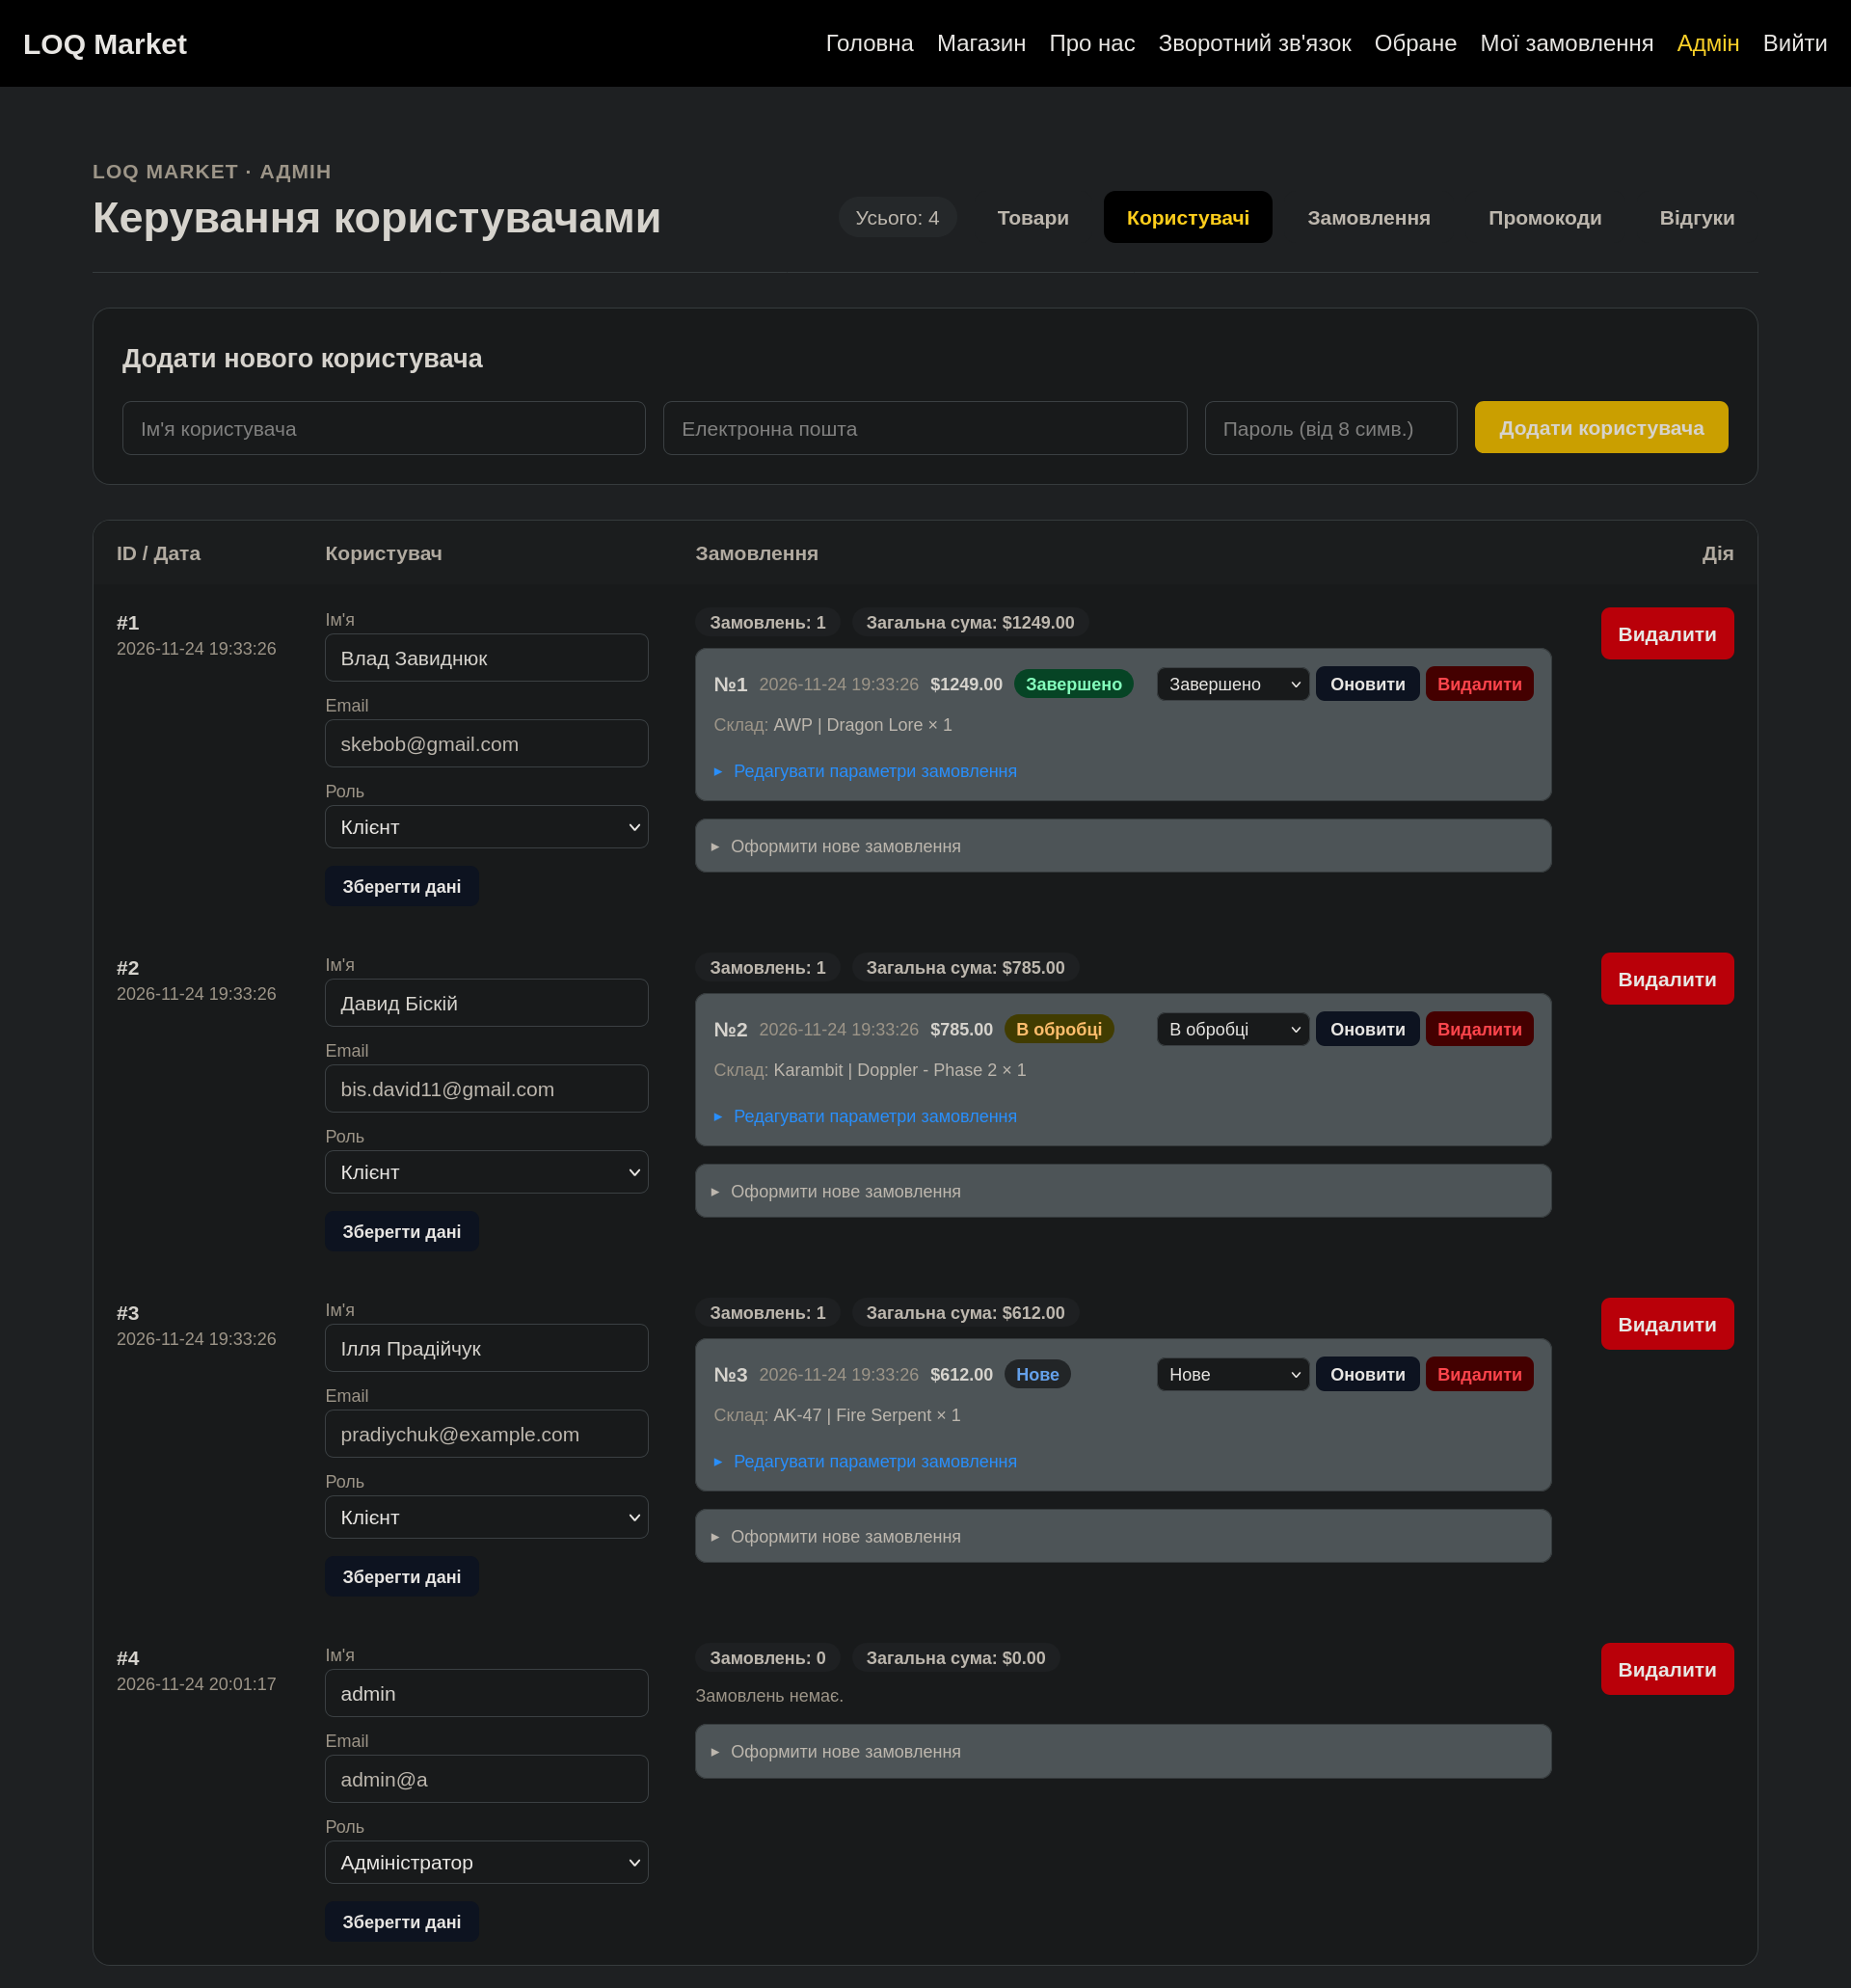 LOQ Market
Головна Магазин Про нас Зворотний зв'язок Обране Мої замовлення Адмін Вийти
LOQ MARKET · АДМІН
Керування користувачами
Усього: 4 Товари Користувачі Замовлення Промокоди Відгуки
Додати нового користувача
Ім'я користувача Електронна пошта Пароль (від 8 симв.) Додати користувача
ID / Дата Користувач Замовлення Дія
#1
2026-11-24 19:33:26
Ім'я
Влад Завиднюк
Email
skebob@gmail.com
Роль
Клієнт
Зберегти дані
Замовлень: 1 Загальна сума: $1249.00
№1 2026-11-24 19:33:26 $1249.00 Завершено Завершено Оновити Видалити
Склад: AWP | Dragon Lore × 1
▸ Редагувати параметри замовлення
▸ Оформити нове замовлення
Видалити
#2
2026-11-24 19:33:26
Ім'я
Давид Біскій
Email
bis.david11@gmail.com
Роль
Клієнт
Зберегти дані
Замовлень: 1 Загальна сума: $785.00
№2 2026-11-24 19:33:26 $785.00 В обробці В обробці Оновити Видалити
Склад: Karambit | Doppler - Phase 2 × 1
▸ Редагувати параметри замовлення
▸ Оформити нове замовлення
Видалити
#3
2026-11-24 19:33:26
Ім'я
Ілля Прадійчук
Email
pradiychuk@example.com
Роль
Клієнт
Зберегти дані
Замовлень: 1 Загальна сума: $612.00
№3 2026-11-24 19:33:26 $612.00 Нове Нове Оновити Видалити
Склад: AK-47 | Fire Serpent × 1
▸ Редагувати параметри замовлення
▸ Оформити нове замовлення
Видалити
#4
2026-11-24 20:01:17
Ім'я
admin
Email
admin@a
Роль
Адміністратор
Зберегти дані
Замовлень: 0 Загальна сума: $0.00
Замовлень немає.
▸ Оформити нове замовлення
Видалити